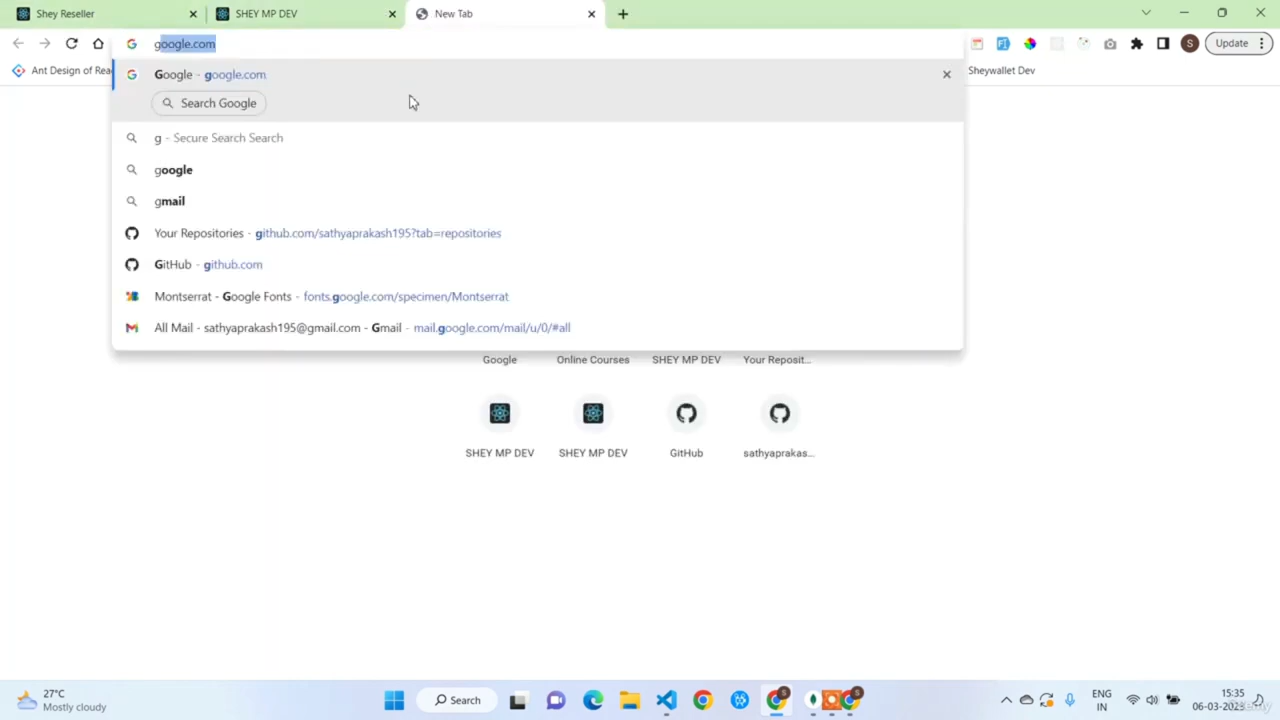 Shey Reseller
SHEY MP DEV
New Tab
google.com
S
Update
Ant Design of Rea
Sheywallet Dev
Google - google.com
Search Google
g - Secure Search Search
google
gmail
Your Repositories - github.com/sathyaprakash195?tab=repositories
GitHub - github.com
Montserrat - Google Fonts - fonts.google.com/specimen/Montserrat
All Mail - sathyaprakash195@gmail.com - Gmail - mail.google.com/mail/u/0/#all
Google
Online Courses
SHEY MP DEV
Your Reposit...
SHEY MP DEV
SHEY MP DEV
GitHub
sathyaprakas...
27°C
Mostly cloudy
Search
ENG
IN
15:35
06-03-2023